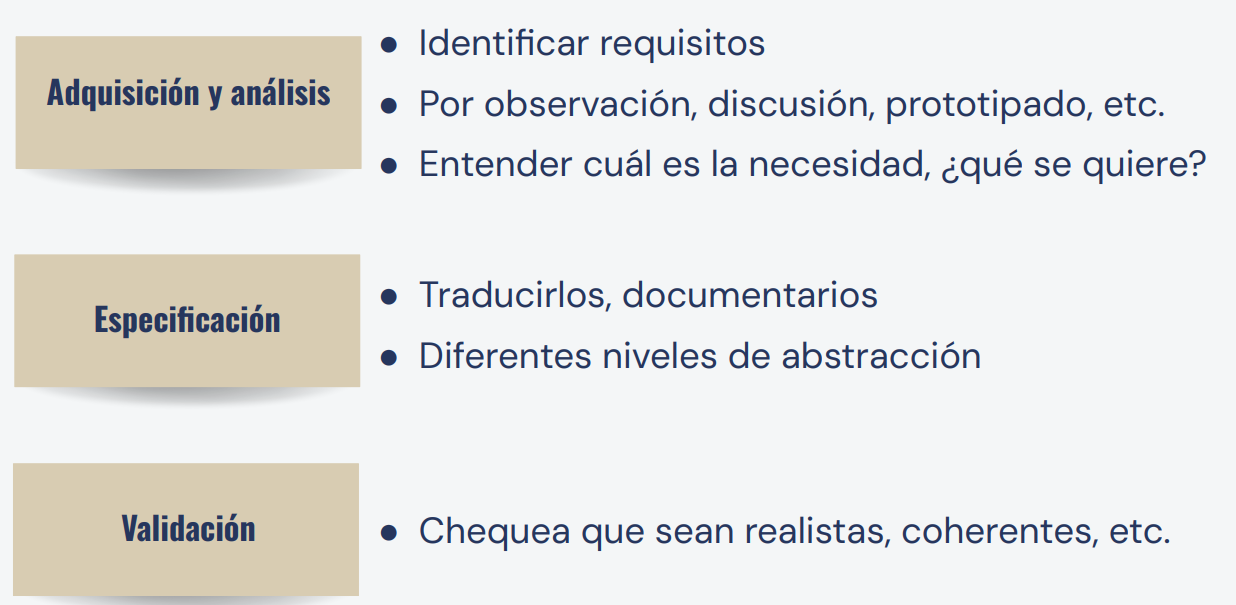 Adquisición y análisis
● Identificar requisitos
● Por observación, discusión, prototipado, etc.
● Entender cuál es la necesidad, ¿qué se quiere?
Especificación
● Traducirlos, documentarios
● Diferentes niveles de abstracción
Validación
● Chequea que sean realistas, coherentes, etc.